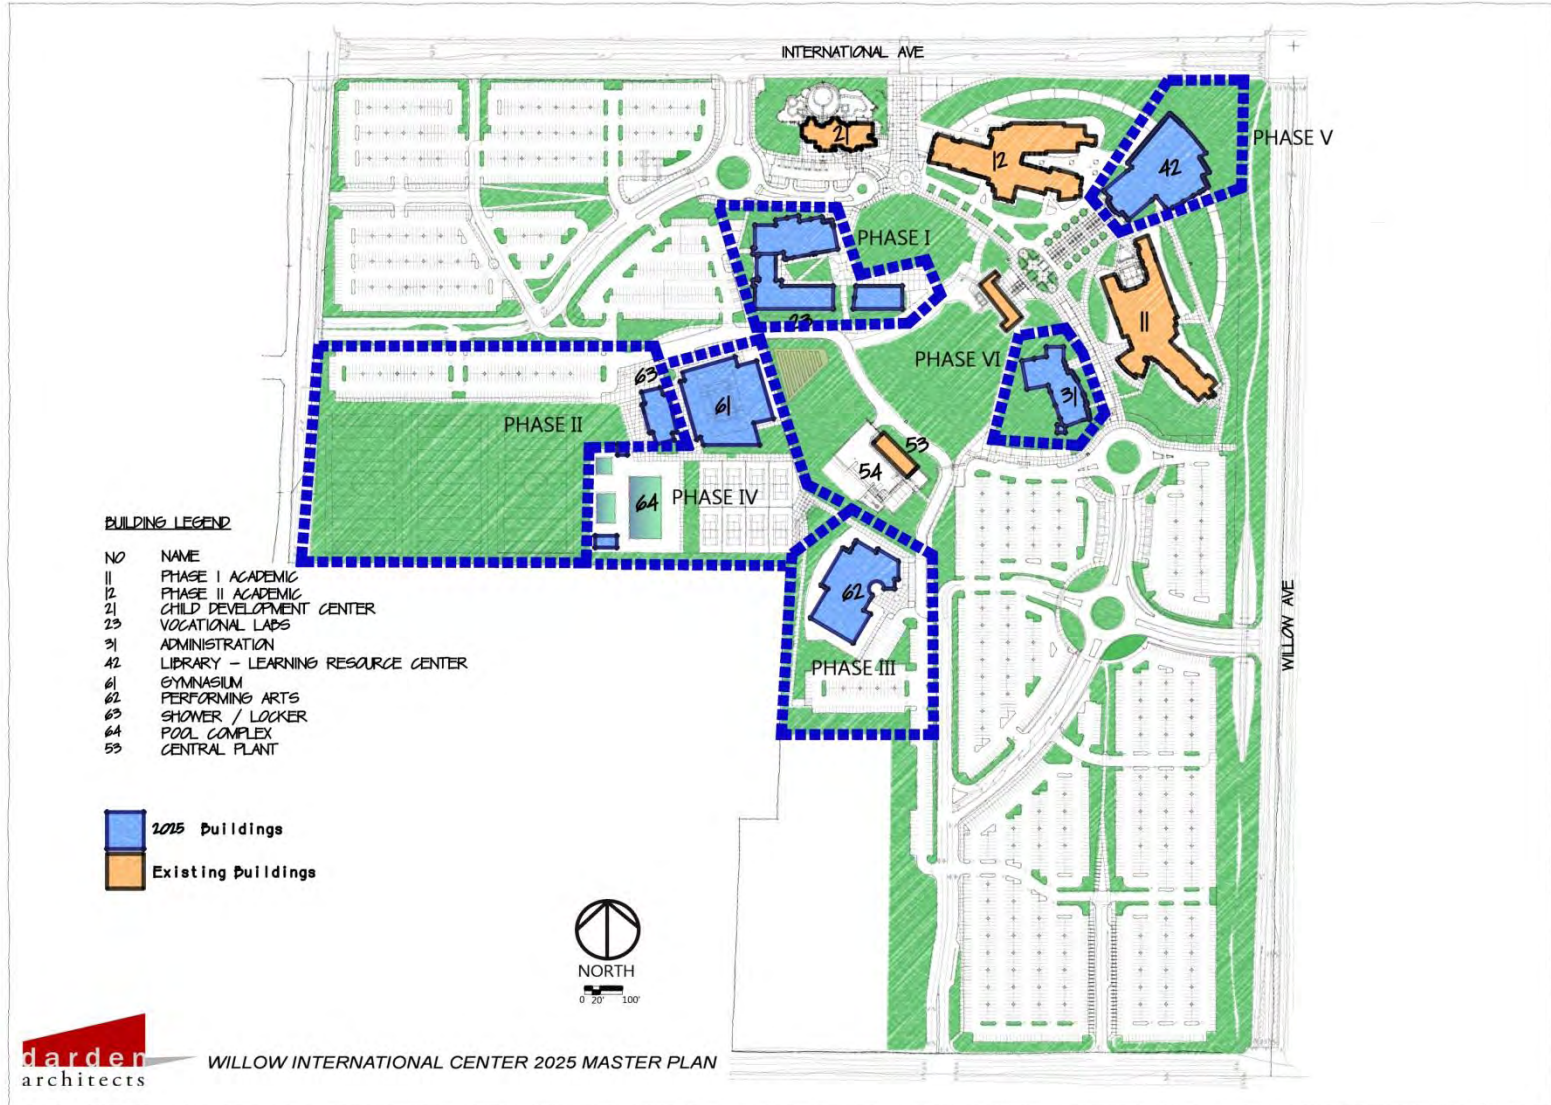 INTERNATIONAL AVE
21
12
42
PHASE V
PHASE I
23
11
PHASE VI
31
63
61
PHASE II
53
54
64
PHASE IV
62
PHASE III
WILLOW AVE
BUILDING LEGEND
NO NAME
11 PHASE I ACADEMIC
12 PHASE II ACADEMIC
21 CHILD DEVELOPMENT CENTER
23 VOCATIONAL LABS
31 ADMINISTRATION
42 LIBRARY - LEARNING RESOURCE CENTER
61 GYMNASIUM
62 PERFORMING ARTS
63 SHOWER / LOCKER
64 POOL COMPLEX
53 CENTRAL PLANT
2025 Buildings
Existing Buildings
NORTH
0 20' 100'
darden
architects
WILLOW INTERNATIONAL CENTER 2025 MASTER PLAN